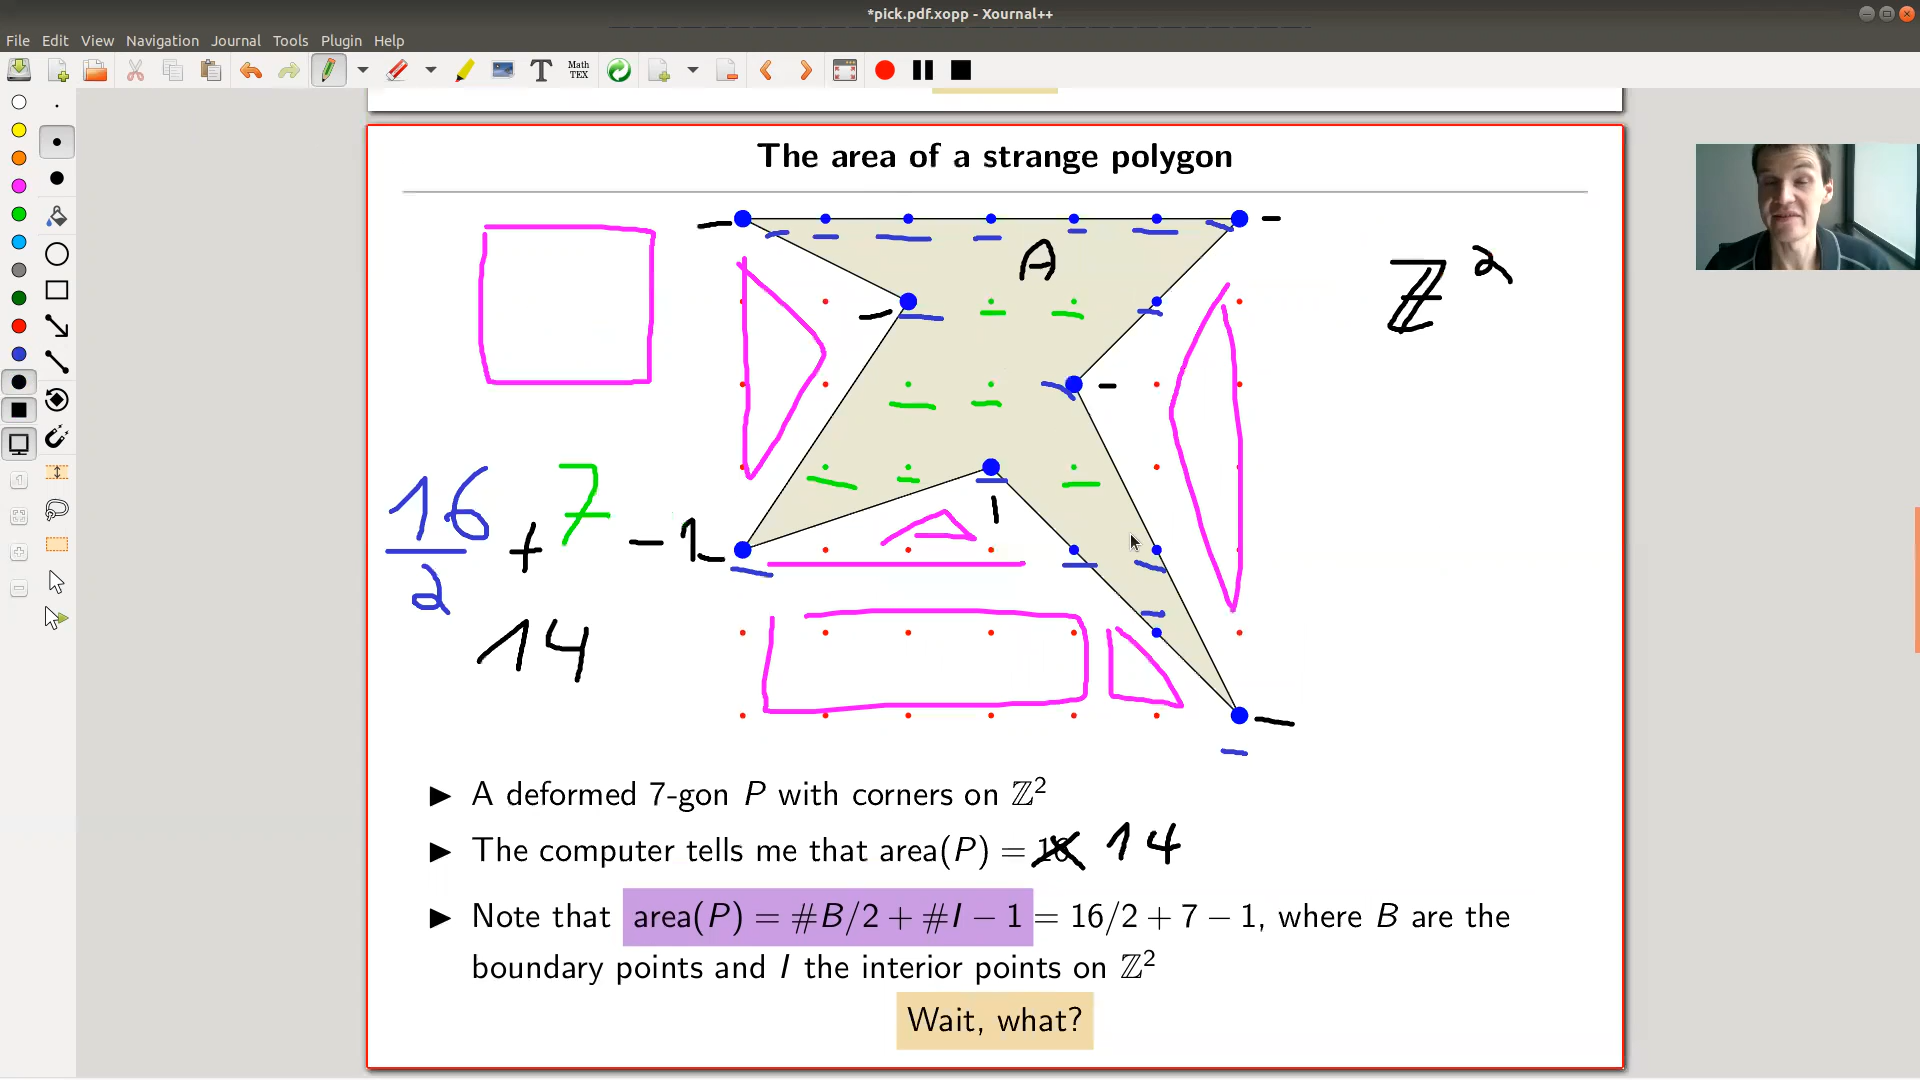 *pick.pdf.xopp - Xournal++
File Edit View Navigation Journal Tools Plugin Help
T Math TEX
The area of a strange polygon
A
ℤ²
16/2 + 7 - 1
14
▶ A deformed 7-gon P with corners on ℤ²
▶ The computer tells me that area(P) = 14
▶ Note that area(P) = #B/2 + #I − 1 = 16/2 + 7 − 1, where B are the
boundary points and I the interior points on ℤ²
Wait, what?